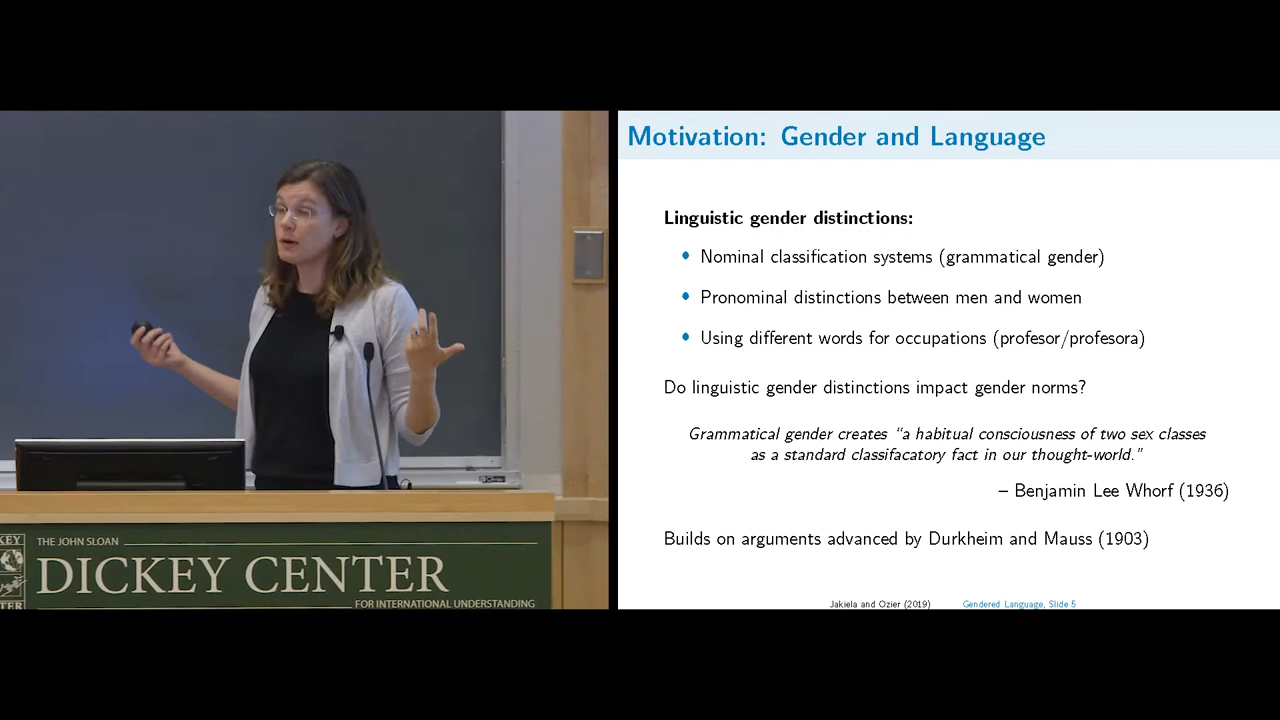 Motivation: Gender and Language
Linguistic gender distinctions:
• Nominal classification systems (grammatical gender)
• Pronominal distinctions between men and women
• Using different words for occupations (profesor/profesora)
Do linguistic gender distinctions impact gender norms?
Grammatical gender creates “a habitual consciousness of two sex classes
as a standard classifacatory fact in our thought-world.”
– Benjamin Lee Whorf (1936)
Builds on arguments advanced by Durkheim and Mauss (1903)
Jakiela and Ozier (2019) Gendered Language, Slide 5
THE JOHN SLOAN
DICKEY CENTER
FOR INTERNATIONAL UNDERSTANDING